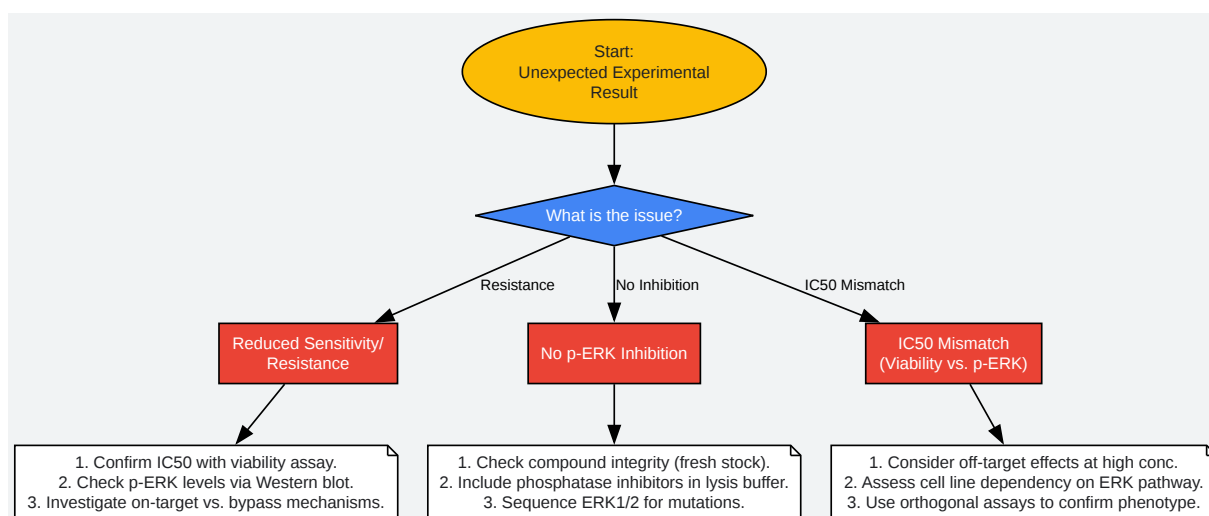 Start:
Unexpected Experimental
Result
What is the issue?
Resistance
No Inhibition
IC50 Mismatch
Reduced Sensitivity/
Resistance
No p-ERK Inhibition
IC50 Mismatch
(Viability vs. p-ERK)
1. Confirm IC50 with viability assay.
2. Check p-ERK levels via Western blot.
3. Investigate on-target vs. bypass mechanisms.
1. Check compound integrity (fresh stock).
2. Include phosphatase inhibitors in lysis buffer.
3. Sequence ERK1/2 for mutations.
1. Consider off-target effects at high conc.
2. Assess cell line dependency on ERK pathway.
3. Use orthogonal assays to confirm phenotype.